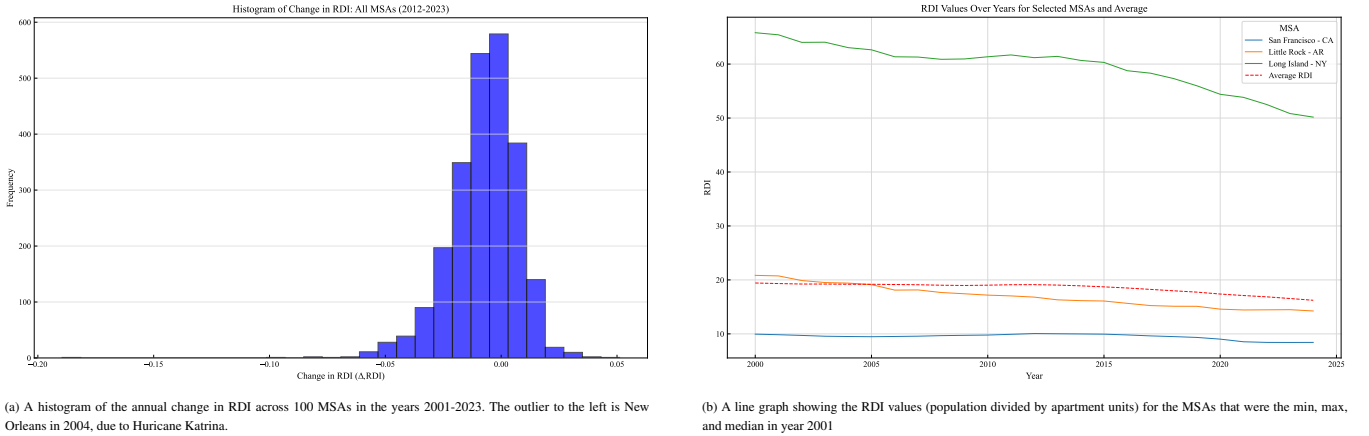 Histogram of Change in RDI: All MSAs (2012-2023)
600
500
400
300
200
100
0
Frequency
−0.20
−0.15
−0.10
−0.05
0.00
0.05
Change in RDI (Δ,RDI)
(a) A histogram of the annual change in RDI across 100 MSAs in the years 2001-2023. The outlier to the left is New
Orleans in 2004, due to Huricane Katrina.
RDI Values Over Years for Selected MSAs and Average
MSA
San Francisco - CA
Little Rock - AR
Long Island - NY
Average RDI
60
50
40
30
20
10
RDI
2000
2005
2010
2015
2020
2025
Year
(b) A line graph showing the RDI values (population divided by apartment units) for the MSAs that were the min, max,
and median in year 2001